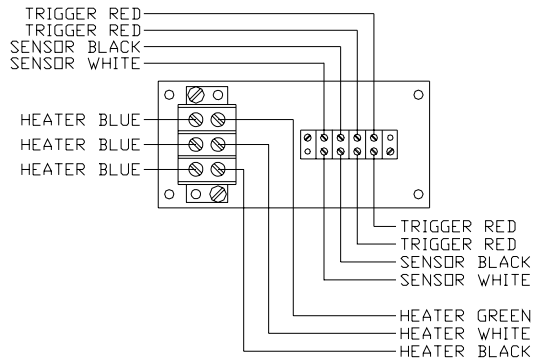 TRIGGER RED
TRIGGER RED
SENSOR BLACK
SENSOR WHITE
HEATER BLUE
HEATER BLUE
HEATER BLUE
TRIGGER RED
TRIGGER RED
SENSOR BLACK
SENSOR WHITE
HEATER GREEN
HEATER WHITE
HEATER BLACK